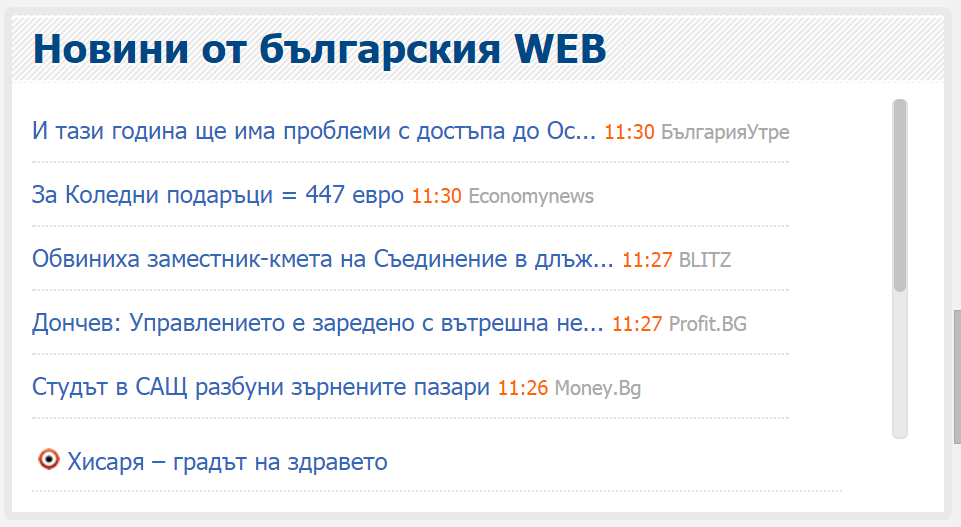 Новини от българския WEB
И тази година ще има проблеми с достъпа до Ос... 11:30 БългарияУтре
За Коледни подаръци = 447 евро 11:30 Economynews
Обвиниха заместник-кмета на Съединение в длъж... 11:27 BLITZ
Дончев: Управлението е заредено с вътрешна не... 11:27 Profit.BG
Студът в САЩ разбуни зърнените пазари 11:26 Money.Bg
Хисаря – градът на здравето